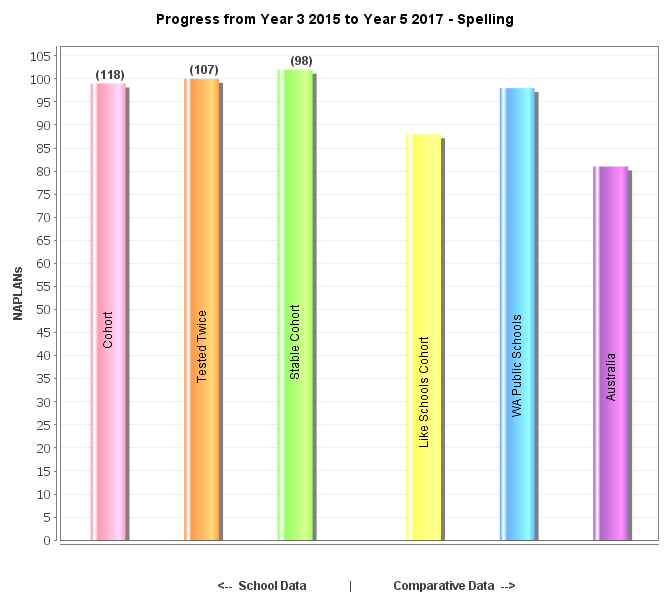 Progress from Year 3 2015 to Year 5 2017 - Spelling
NAPLANs
105
100
95
90
85
80
75
70
65
60
55
50
45
40
35
30
25
20
15
10
5
0
(118)
(107)
(98)
Cohort
Tested Twice
Stable Cohort
Like Schools Cohort
WA Public Schools
Australia
<-- School Data | Comparative Data -->